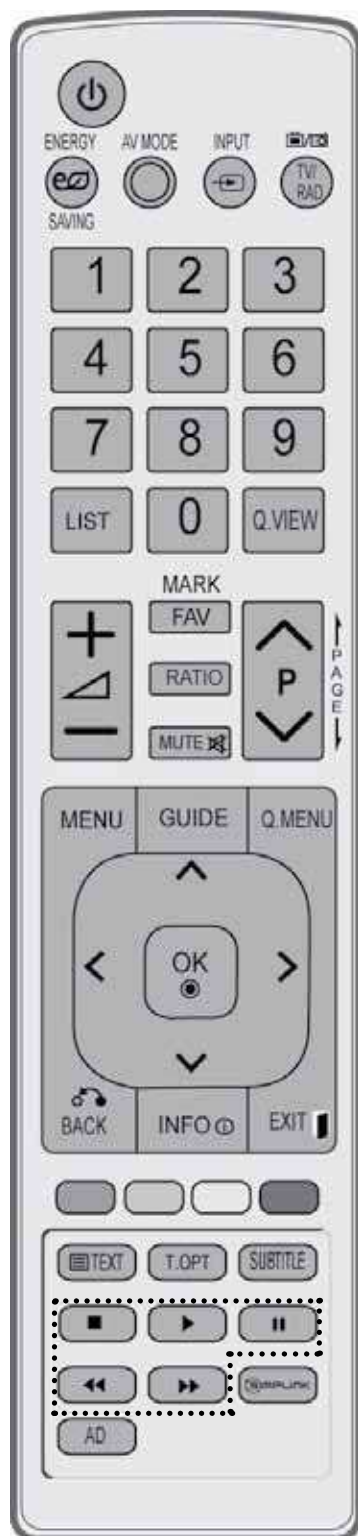 ENERGY AV MODE INPUT
TV/
RAD
SAVING
1 2 3
4 5 6
7 8 9
LIST 0 Q.VIEW
MARK
FAV
RATIO P PAGE
MUTE
MENU GUIDE Q.MENU
OK
BACK INFO EXIT
TEXT T.OPT SUBTITLE
SIMPLINK
AD